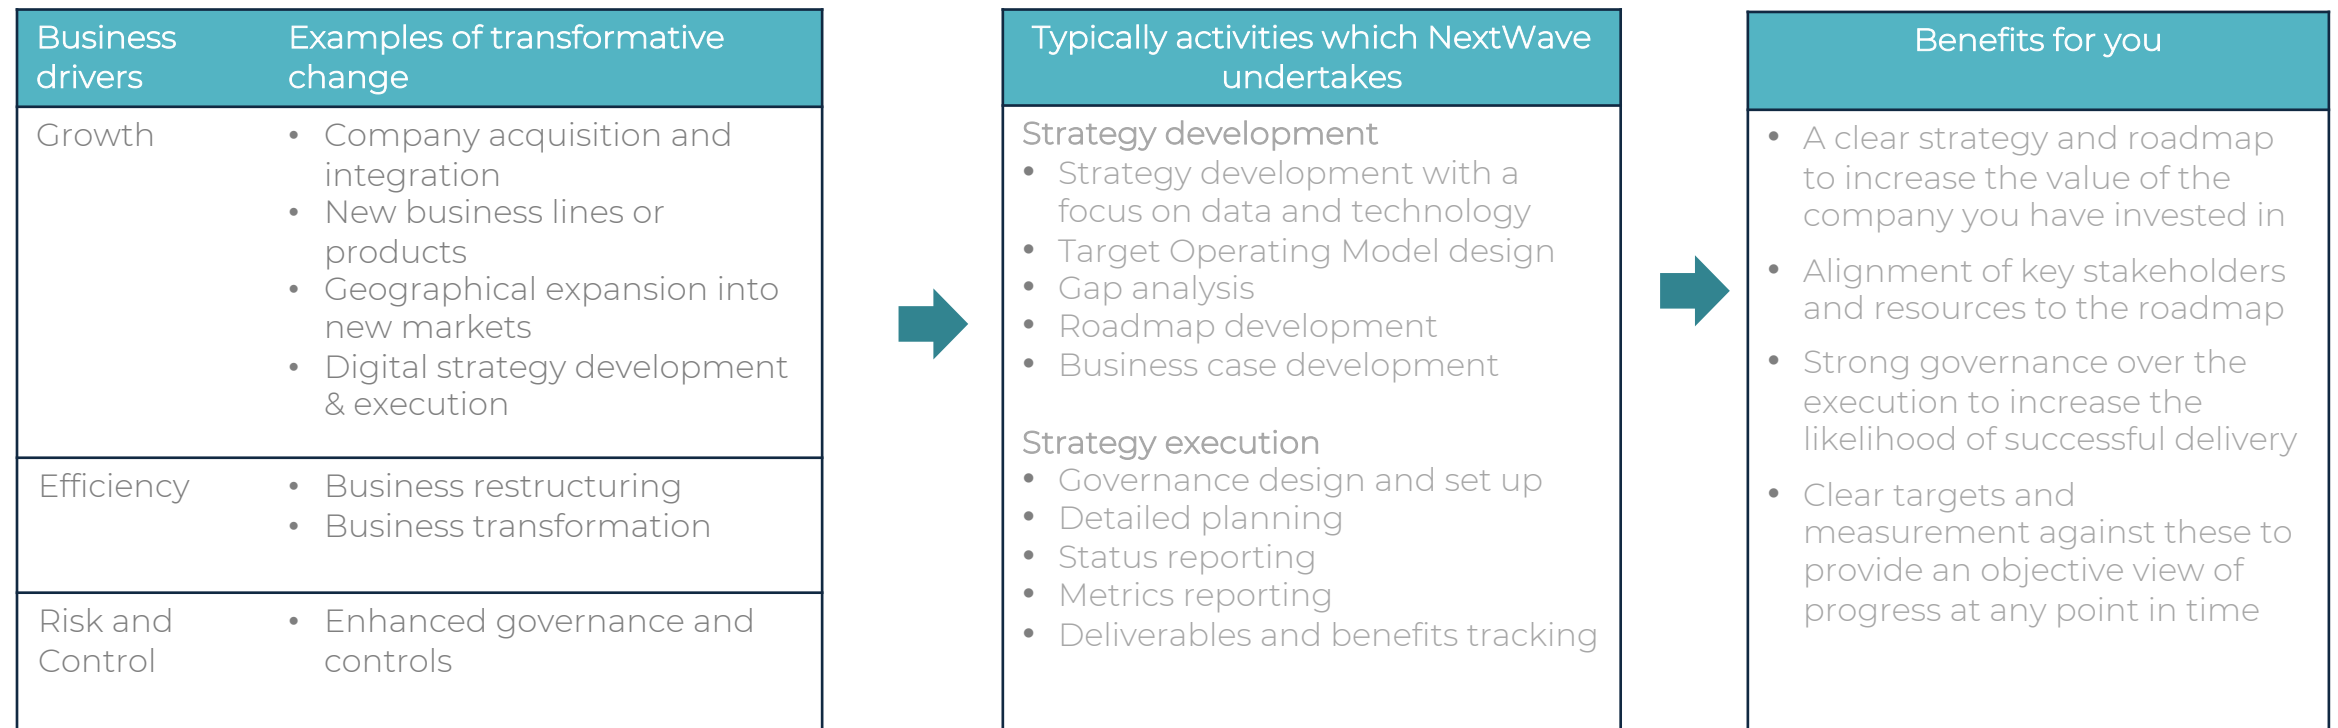 Business drivers
Examples of transformative change
Growth
• Company acquisition and
integration
• New business lines or
products
• Geographical expansion into
new markets
• Digital strategy development
& execution
Efficiency
• Business restructuring
• Business transformation
Risk and
Control
• Enhanced governance and
controls
Typically activities which NextWave
undertakes
Strategy development
• Strategy development with a
focus on data and technology
• Target Operating Model design
• Gap analysis
• Roadmap development
• Business case development
Strategy execution
• Governance design and set up
• Detailed planning
• Status reporting
• Metrics reporting
• Deliverables and benefits tracking
Benefits for you
• A clear strategy and roadmap
to increase the value of the
company you have invested in
• Alignment of key stakeholders
and resources to the roadmap
• Strong governance over the
execution to increase the
likelihood of successful delivery
• Clear targets and
measurement against these to
provide an objective view of
progress at any point in time